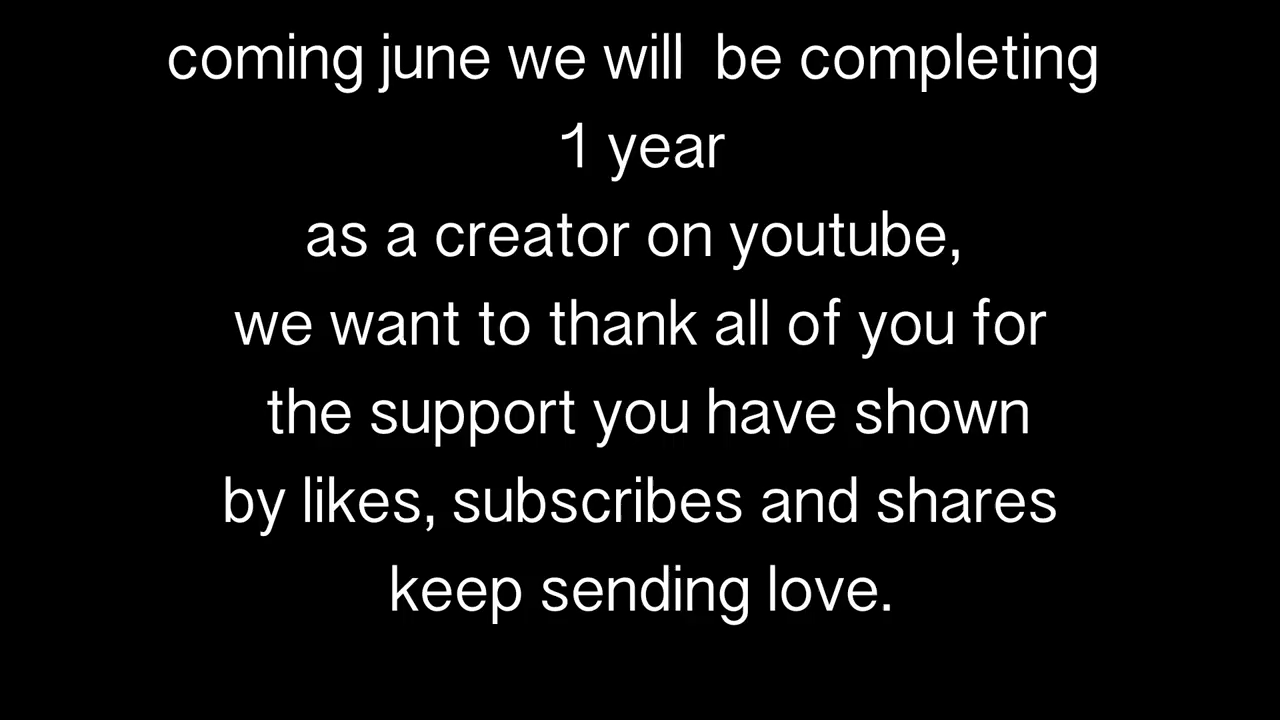 coming june we will  be completing
1 year
as a creator on youtube,
we want to thank all of you for
the support you have shown
by likes, subscribes and shares
keep sending love.